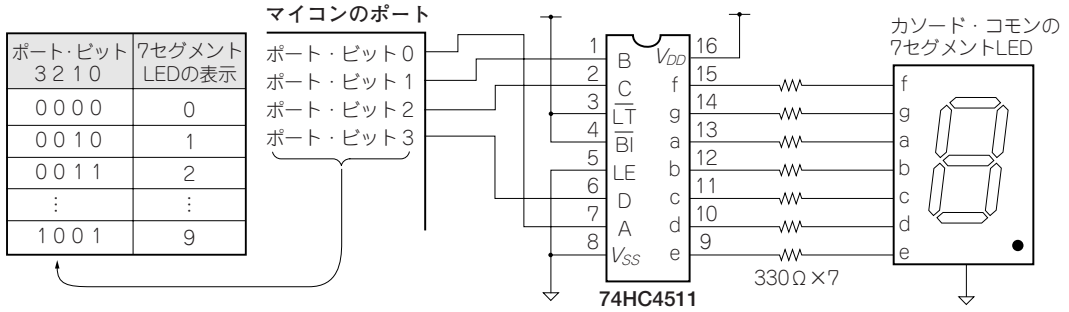 マイコンのポート
ポート・ビット 7セグメント
3 2 1 0 LEDの表示
0 0 0 0 0
0 0 1 0 1
0 0 1 1 2
⋮ ⋮
1 0 0 1 9
ポート・ビット0
ポート・ビット1
ポート・ビット2
ポート・ビット3
1 B VDD 16
2 C f 15
3 LT g 14
4 BI a 13
5 LE b 12
6 D c 11
7 A d 10
8 VSS e 9
74HC4511
330Ω×7
カソード・コモンの
7セグメントLED
f
g
a
b
c
d
e